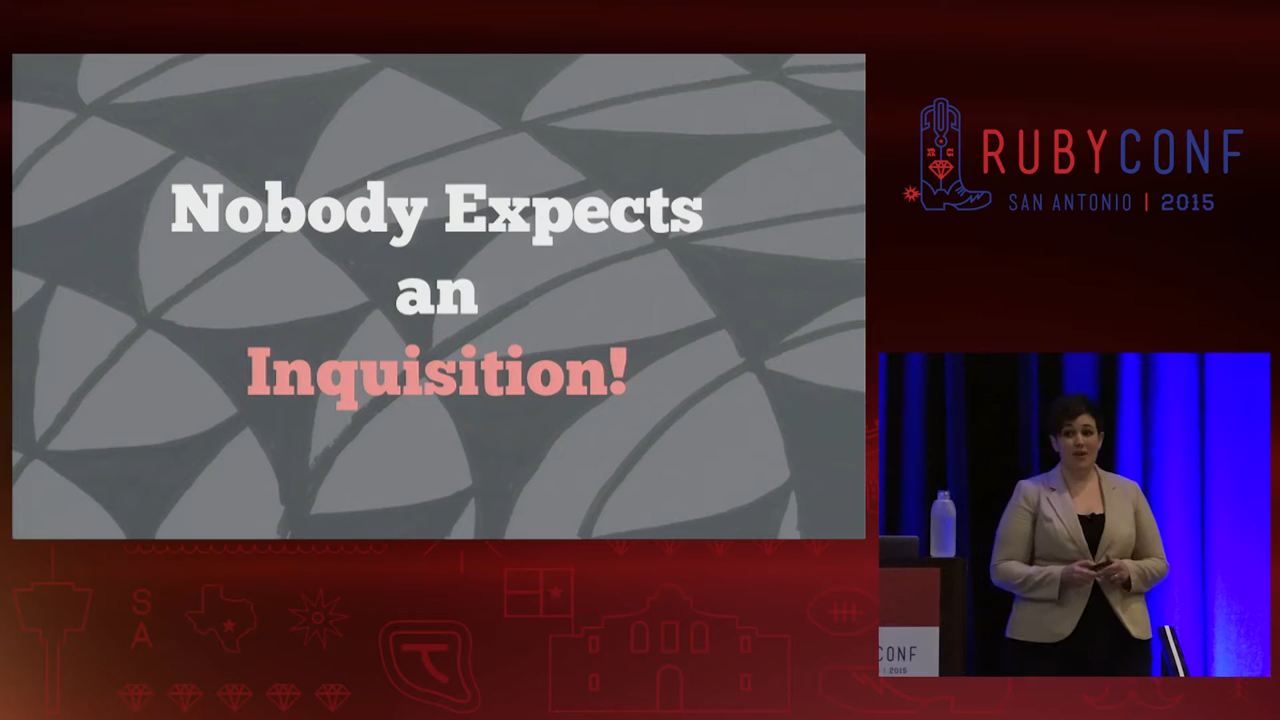 Nobody Expects
an
Inquisition!
RUBYCONF
SAN ANTONIO | 2015
S
A
CONF
| 2015